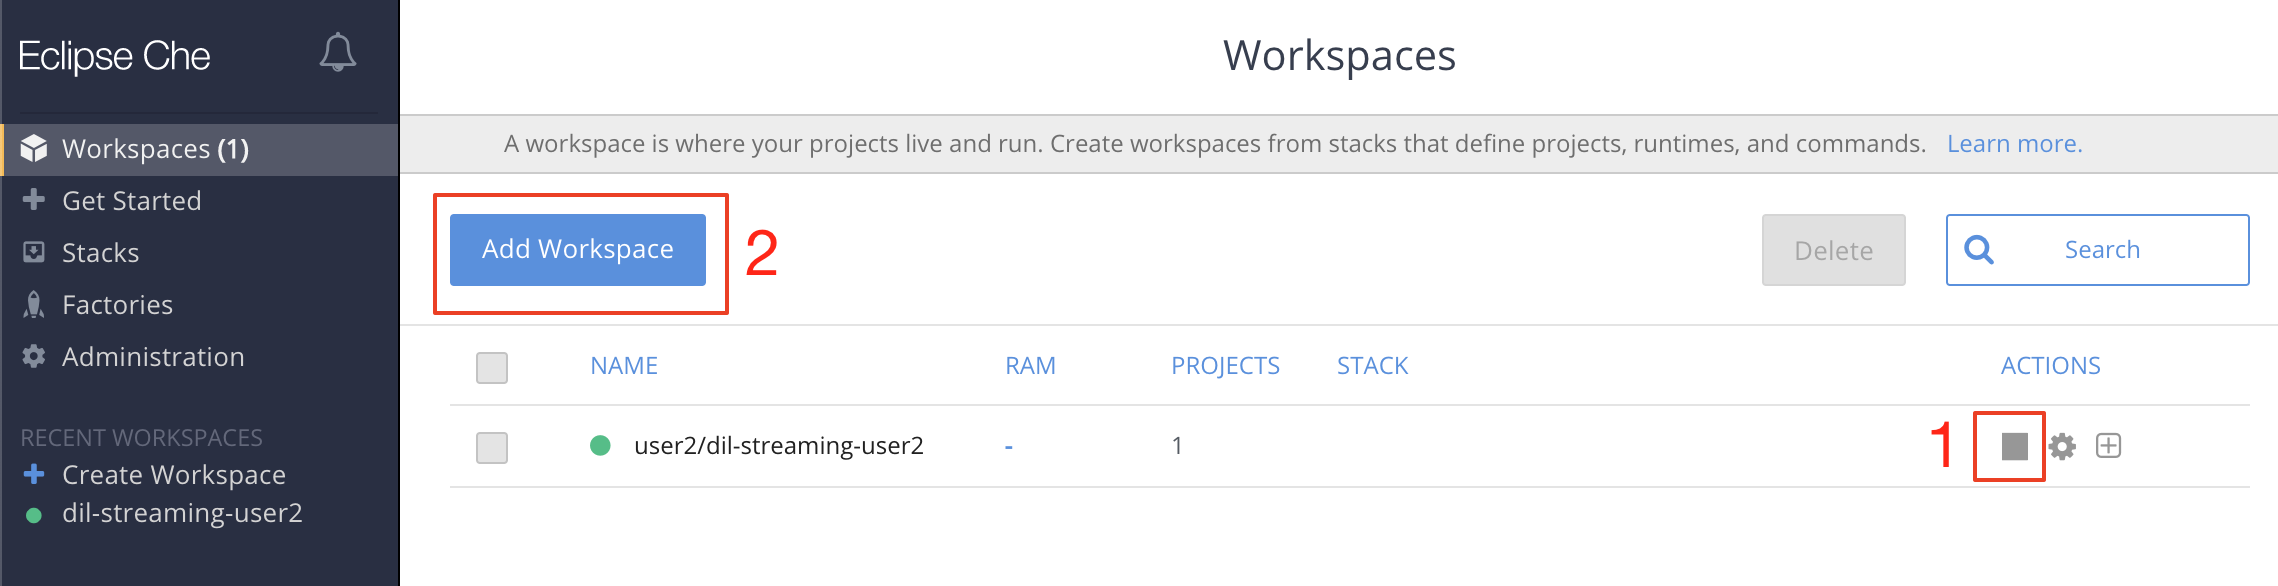 Eclipse Che
Workspaces (1)
Get Started
Stacks
Factories
Administration
RECENT WORKSPACES
Create Workspace
dil-streaming-user2
Workspaces
A workspace is where your projects live and run. Create workspaces from stacks that define projects, runtimes, and commands. Learn more.
Add Workspace 2 Delete Search
NAME RAM PROJECTS STACK ACTIONS
user2/dil-streaming-user2 - 1 1